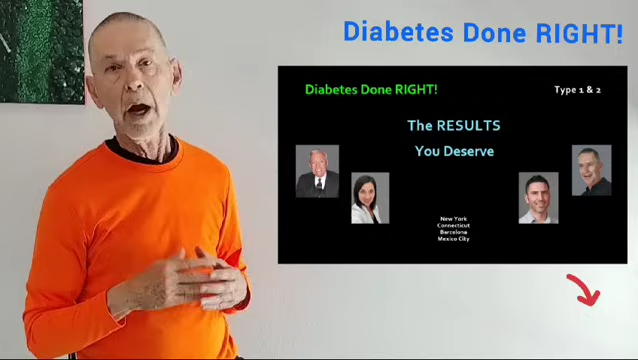 Diabetes Done RIGHT!
Diabetes Done RIGHT!
Type 1 & 2
The RESULTS
You Deserve
New York
Connecticut
Barcelona
Mexico City